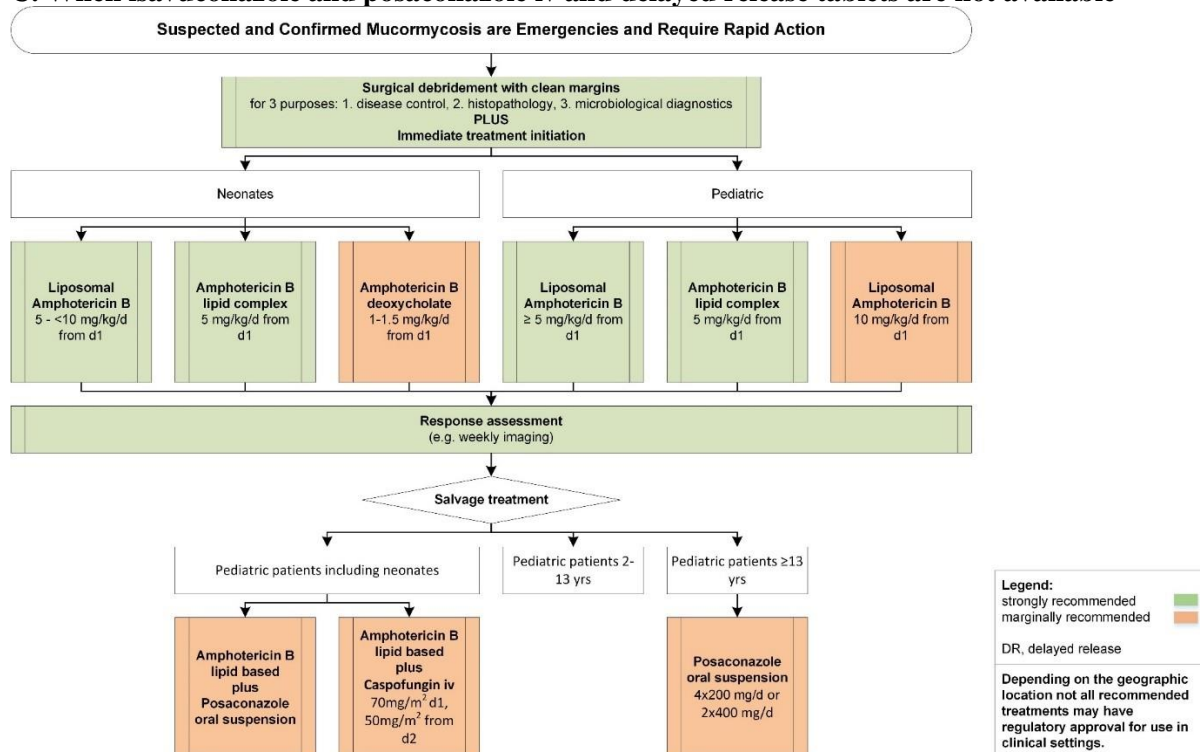 C. When isavuconazole and posaconazole iv and delayed release tablets are not available
Suspected and Confirmed Mucormycosis are Emergencies and Require Rapid Action
Surgical debridement with clean margins
for 3 purposes: 1. disease control, 2. histopathology, 3. microbiological diagnostics
PLUS
Immediate treatment initiation
Neonates
Pediatric
Liposomal
Amphotericin B
5 - <10 mg/kg/d
from d1
Amphotericin B
lipid complex
5 mg/kg/d from
d1
Amphotericin B
deoxycholate
1-1.5 mg/kg/d
from d1
Liposomal
Amphotericin B
≥ 5 mg/kg/d from
d1
Amphotericin B
lipid complex
5 mg/kg/d from
d1
Liposomal
Amphotericin B
10 mg/kg/d from
d1
Response assessment
(e.g. weekly imaging)
Salvage treatment
Pediatric patients including neonates
Pediatric patients 2-
13 yrs
Pediatric patients ≥13
yrs
Amphotericin B
lipid based
plus
Posaconazole
oral suspension
Amphotericin B
lipid based
plus
Caspofungin iv
70mg/m² d1,
50mg/m² from
d2
Posaconazole
oral suspension
4x200 mg/d or
2x400 mg/d
Legend:
strongly recommended
marginally recommended
DR, delayed release
Depending on the geographic
location not all recommended
treatments may have
regulatory approval for use in
clinical settings.